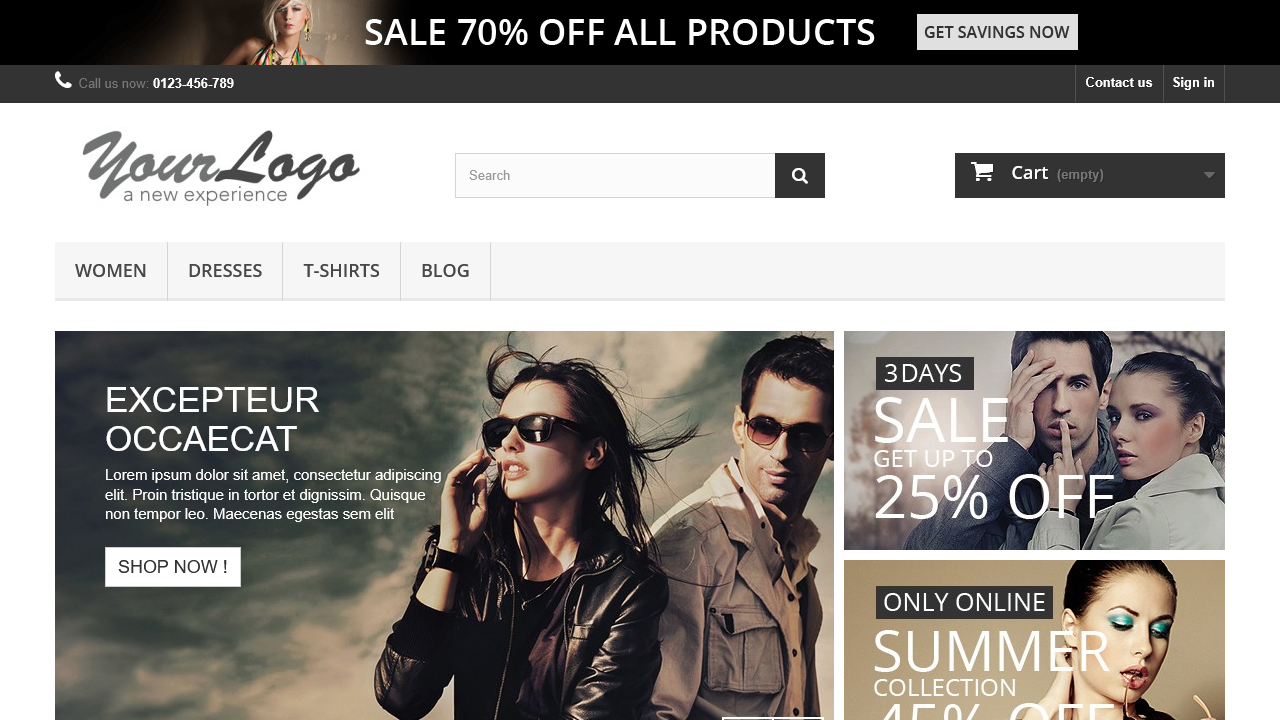 SALE 70% OFF ALL PRODUCTS
GET SAVINGS NOW
Call us now: 0123-456-789
Contact us
Sign in
YourLogo
a new experience
Search
Cart (empty)
WOMEN
DRESSES
T-SHIRTS
BLOG
EXCEPTEUR
OCCAECAT
Lorem ipsum dolor sit amet, consectetur adipiscing
elit. Proin tristique in tortor et dignissim. Quisque
non tempor leo. Maecenas egestas sem elit
SHOP NOW !
3DAYS
SALE
GET UP TO
25% OFF
ONLY ONLINE
SUMMER
COLLECTION
45% OFF